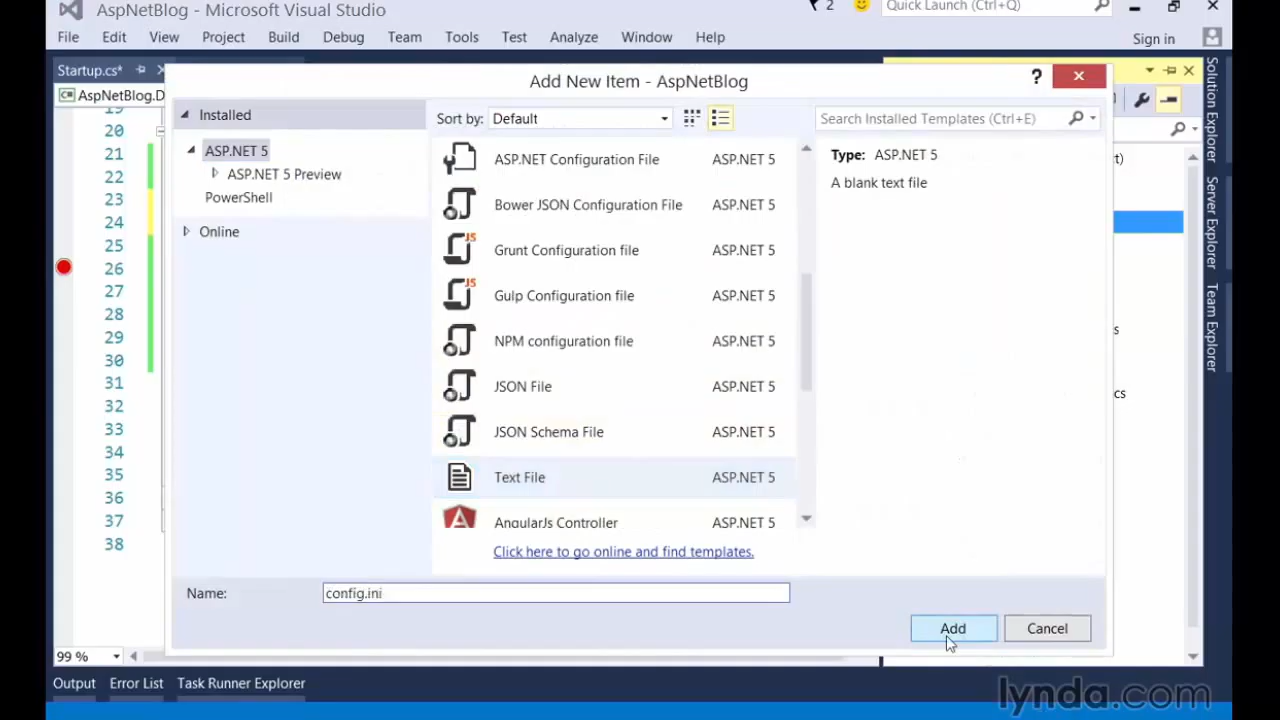 AspNetBlog - Microsoft Visual Studio
2
Quick Launch (Ctrl+Q)
File Edit View Project Build Debug Team Tools Test Analyze Window Help
Sign in
Startup.cs*
AspNetBlog.D
Add New Item - AspNetBlog
?
Installed
ASP.NET 5
ASP.NET 5 Preview
PowerShell
Online
Sort by: Default
Search Installed Templates (Ctrl+E)
ASP.NET Configuration File ASP.NET 5
Bower JSON Configuration File ASP.NET 5
Grunt Configuration file ASP.NET 5
Gulp Configuration file ASP.NET 5
NPM configuration file ASP.NET 5
JSON File ASP.NET 5
JSON Schema File ASP.NET 5
Text File ASP.NET 5
AngularJs Controller ASP.NET 5
Click here to go online and find templates.
Type: ASP.NET 5
A blank text file
Name: config.ini
Add
Cancel
19
20
21
22
23
24
25
26
27
28
29
30
31
32
33
34
35
36
37
38
t)
s
cs
Solution Explorer
Server Explorer
Team Explorer
99 %
Output Error List Task Runner Explorer
lynda.com